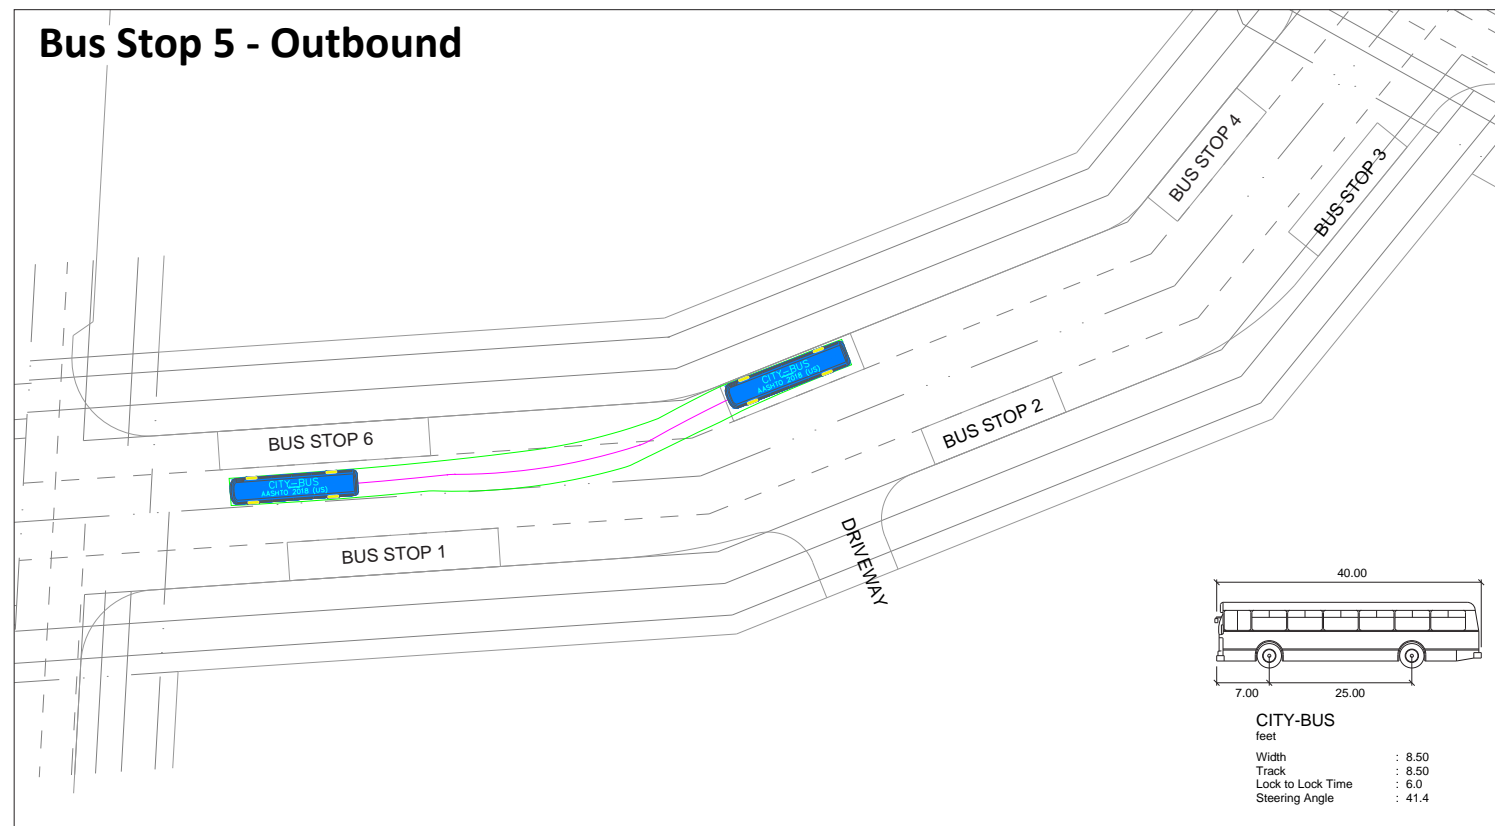 Bus Stop 5 - Outbound
BUS STOP 4
BUS STOP 3
CITY-BUS
AASHTO 2018 (US)
BUS STOP 2
BUS STOP 6
CITY-BUS
AASHTO 2018 (US)
BUS STOP 1
DRIVEWAY
40.00
7.00 25.00
CITY-BUS
feet
Width : 8.50
Track : 8.50
Lock to Lock Time : 6.0
Steering Angle : 41.4